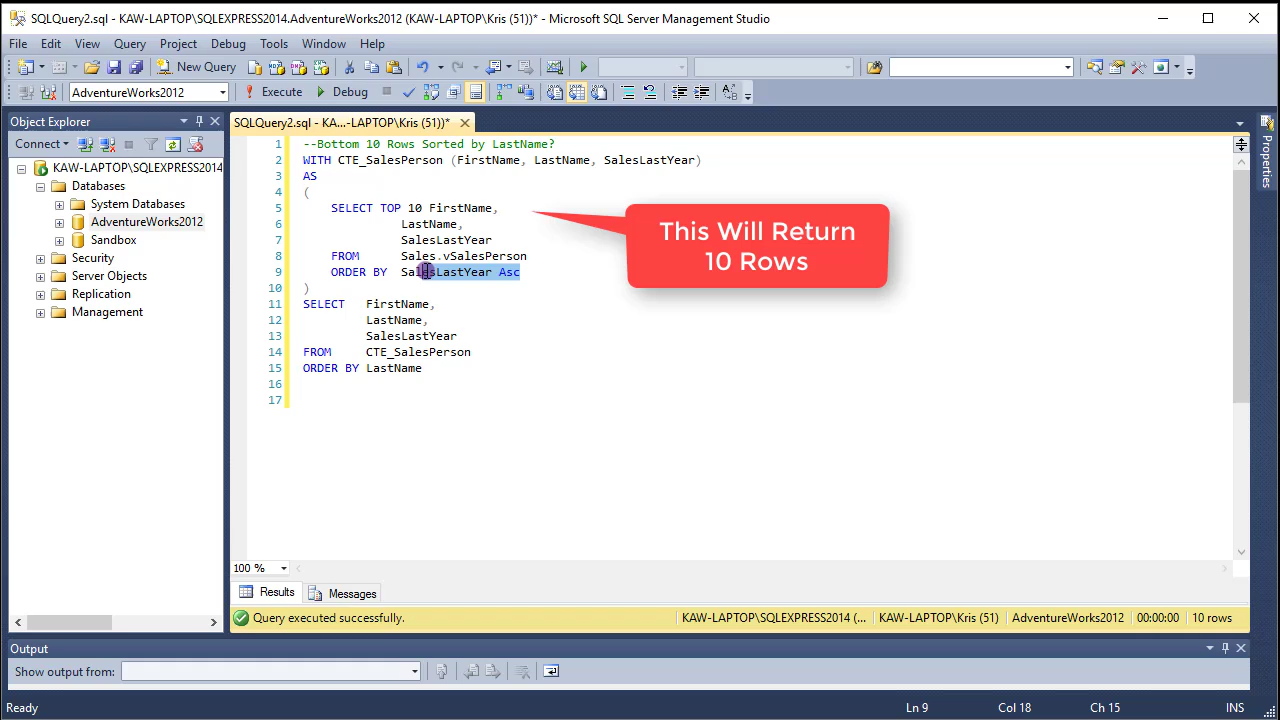 SQLQuery2.sql - KAW-LAPTOP\SQLEXPRESS2014.AdventureWorks2012 (KAW-LAPTOP\Kris (51))* - Microsoft SQL Server Management Studio
File Edit View Query Project Debug Tools Window Help
New Query
AdventureWorks2012 Execute Debug
Object Explorer
SQLQuery2.sql - KA...-LAPTOP\Kris (51))*
Connect
KAW-LAPTOP\SQLEXPRESS2014
Databases
System Databases
AdventureWorks2012
Sandbox
Security
Server Objects
Replication
Management
1 --Bottom 10 Rows Sorted by LastName?
2 WITH CTE_SalesPerson (FirstName, LastName, SalesLastYear)
3 AS
4 (
5 SELECT TOP 10 FirstName,
6 LastName,
7 SalesLastYear
8 FROM Sales.vSalesPerson
9 ORDER BY SalesLastYear Asc
10 )
11 SELECT FirstName,
12 LastName,
13 SalesLastYear
14 FROM CTE_SalesPerson
15 ORDER BY LastName
16
17
This Will Return
10 Rows
Properties
100 %
Results Messages
Query executed successfully. KAW-LAPTOP\SQLEXPRESS2014 (... KAW-LAPTOP\Kris (51) AdventureWorks2012 00:00:00 10 rows
Output
Show output from:
Ready Ln 9 Col 18 Ch 15 INS